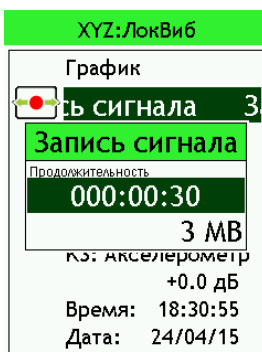 XYZ:ЛокВиб
График
сь сигнала
Запись сигнала
Продолжительность
000:00:30
3 MB
К3: Акселерометр
+0.0 дБ
Время: 18:30:55
Дата: 24/04/15